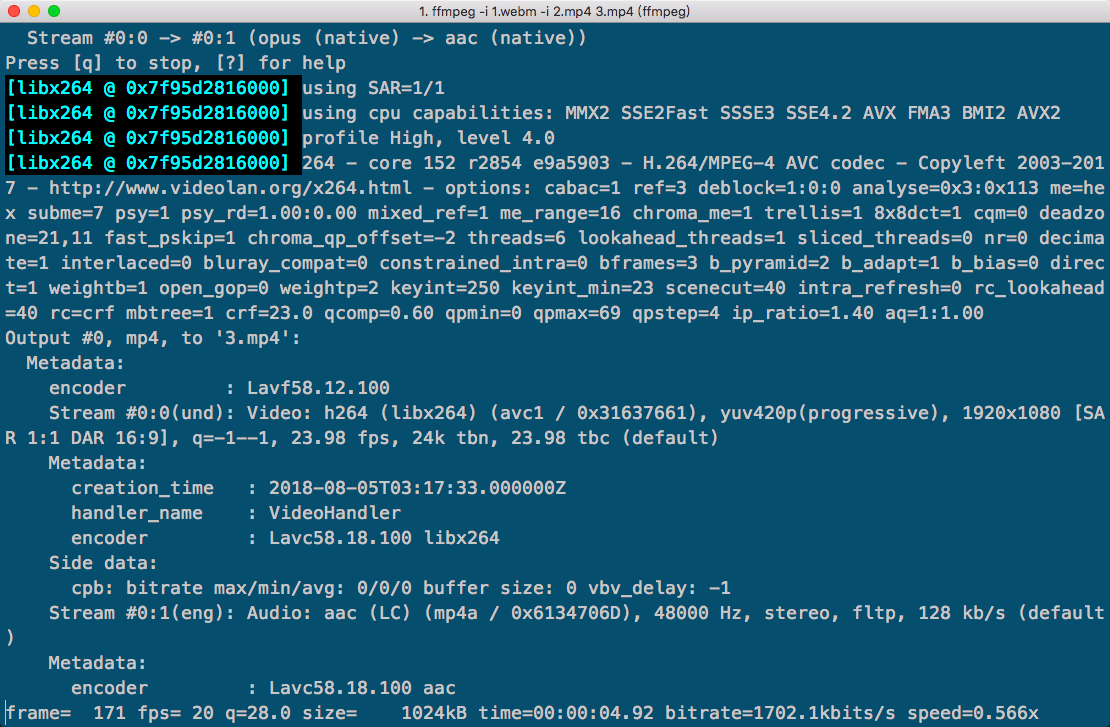 1. ffmpeg -i 1.webm -i 2.mp4 3.mp4 (ffmpeg)
Stream #0:0 -> #0:1 (opus (native) -> aac (native))
Press [q] to stop, [?] for help
[libx264 @ 0x7f95d2816000] using SAR=1/1
[libx264 @ 0x7f95d2816000] using cpu capabilities: MMX2 SSE2Fast SSSE3 SSE4.2 AVX FMA3 BMI2 AVX2
[libx264 @ 0x7f95d2816000] profile High, level 4.0
[libx264 @ 0x7f95d2816000] 264 - core 152 r2854 e9a5903 - H.264/MPEG-4 AVC codec - Copyleft 2003-201
7 - http://www.videolan.org/x264.html - options: cabac=1 ref=3 deblock=1:0:0 analyse=0x3:0x113 me=he
x subme=7 psy=1 psy_rd=1.00:0.00 mixed_ref=1 me_range=16 chroma_me=1 trellis=1 8x8dct=1 cqm=0 deadzo
ne=21,11 fast_pskip=1 chroma_qp_offset=-2 threads=6 lookahead_threads=1 sliced_threads=0 nr=0 decima
te=1 interlaced=0 bluray_compat=0 constrained_intra=0 bframes=3 b_pyramid=2 b_adapt=1 b_bias=0 direc
t=1 weightb=1 open_gop=0 weightp=2 keyint=250 keyint_min=23 scenecut=40 intra_refresh=0 rc_lookahead
=40 rc=crf mbtree=1 crf=23.0 qcomp=0.60 qpmin=0 qpmax=69 qpstep=4 ip_ratio=1.40 aq=1:1.00
Output #0, mp4, to '3.mp4':
Metadata:
encoder : Lavf58.12.100
Stream #0:0(und): Video: h264 (libx264) (avc1 / 0x31637661), yuv420p(progressive), 1920x1080 [SA
R 1:1 DAR 16:9], q=-1--1, 23.98 fps, 24k tbn, 23.98 tbc (default)
Metadata:
creation_time : 2018-08-05T03:17:33.000000Z
handler_name : VideoHandler
encoder : Lavc58.18.100 libx264
Side data:
cpb: bitrate max/min/avg: 0/0/0 buffer size: 0 vbv_delay: -1
Stream #0:1(eng): Audio: aac (LC) (mp4a / 0x6134706D), 48000 Hz, stereo, fltp, 128 kb/s (default
)
Metadata:
encoder : Lavc58.18.100 aac
frame= 171 fps= 20 q=28.0 size= 1024kB time=00:00:04.92 bitrate=1702.1kbits/s speed=0.566x